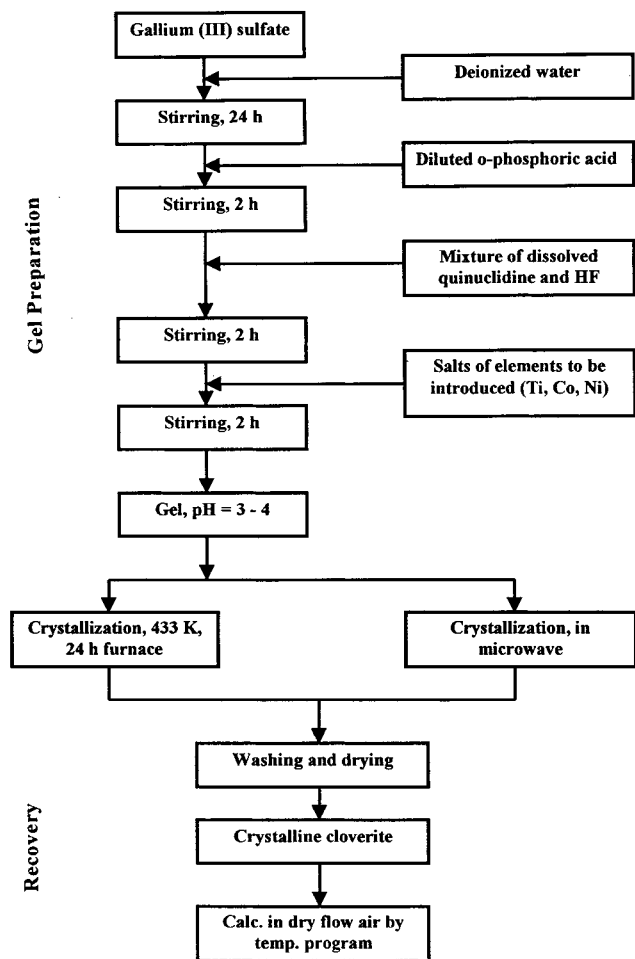 Gallium (III) sulfate
Deionized water
Stirring, 24 h
Diluted o-phosphoric acid
Stirring, 2 h
Mixture of dissolved
quinuclidine and HF
Stirring, 2 h
Salts of elements to be
introduced (Ti, Co, Ni)
Stirring, 2 h
Gel, pH = 3 - 4
Gel Preparation
Crystallization, 433 K,
24 h furnace
Crystallization, in
microwave
Washing and drying
Crystalline cloverite
Calc. in dry flow air by
temp. program
Recovery